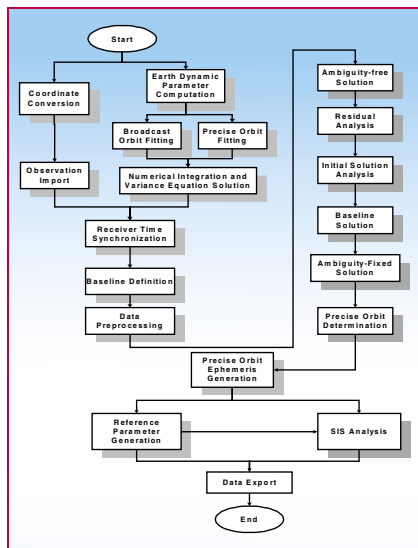 Start
Coordinate
Conversion
Earth Dynamic
Parameter
Computation
Broadcast
Orbit Fitting
Precise Orbit
Fitting
Observation
Import
Numerical Integration and
Variance Equation Solution
Receiver Time
Synchronization
Baseline Definition
Data
Preprocessing
Ambiguity-free
Solution
Residual
Analysis
Initial Solution
Analysis
Baseline
Solution
Ambiguity-Fixed
Solution
Precise Orbit
Determination
Precise Orbit
Ephemeris
Generation
Reference
Parameter
Generation
SIS Analysis
Data Export
End